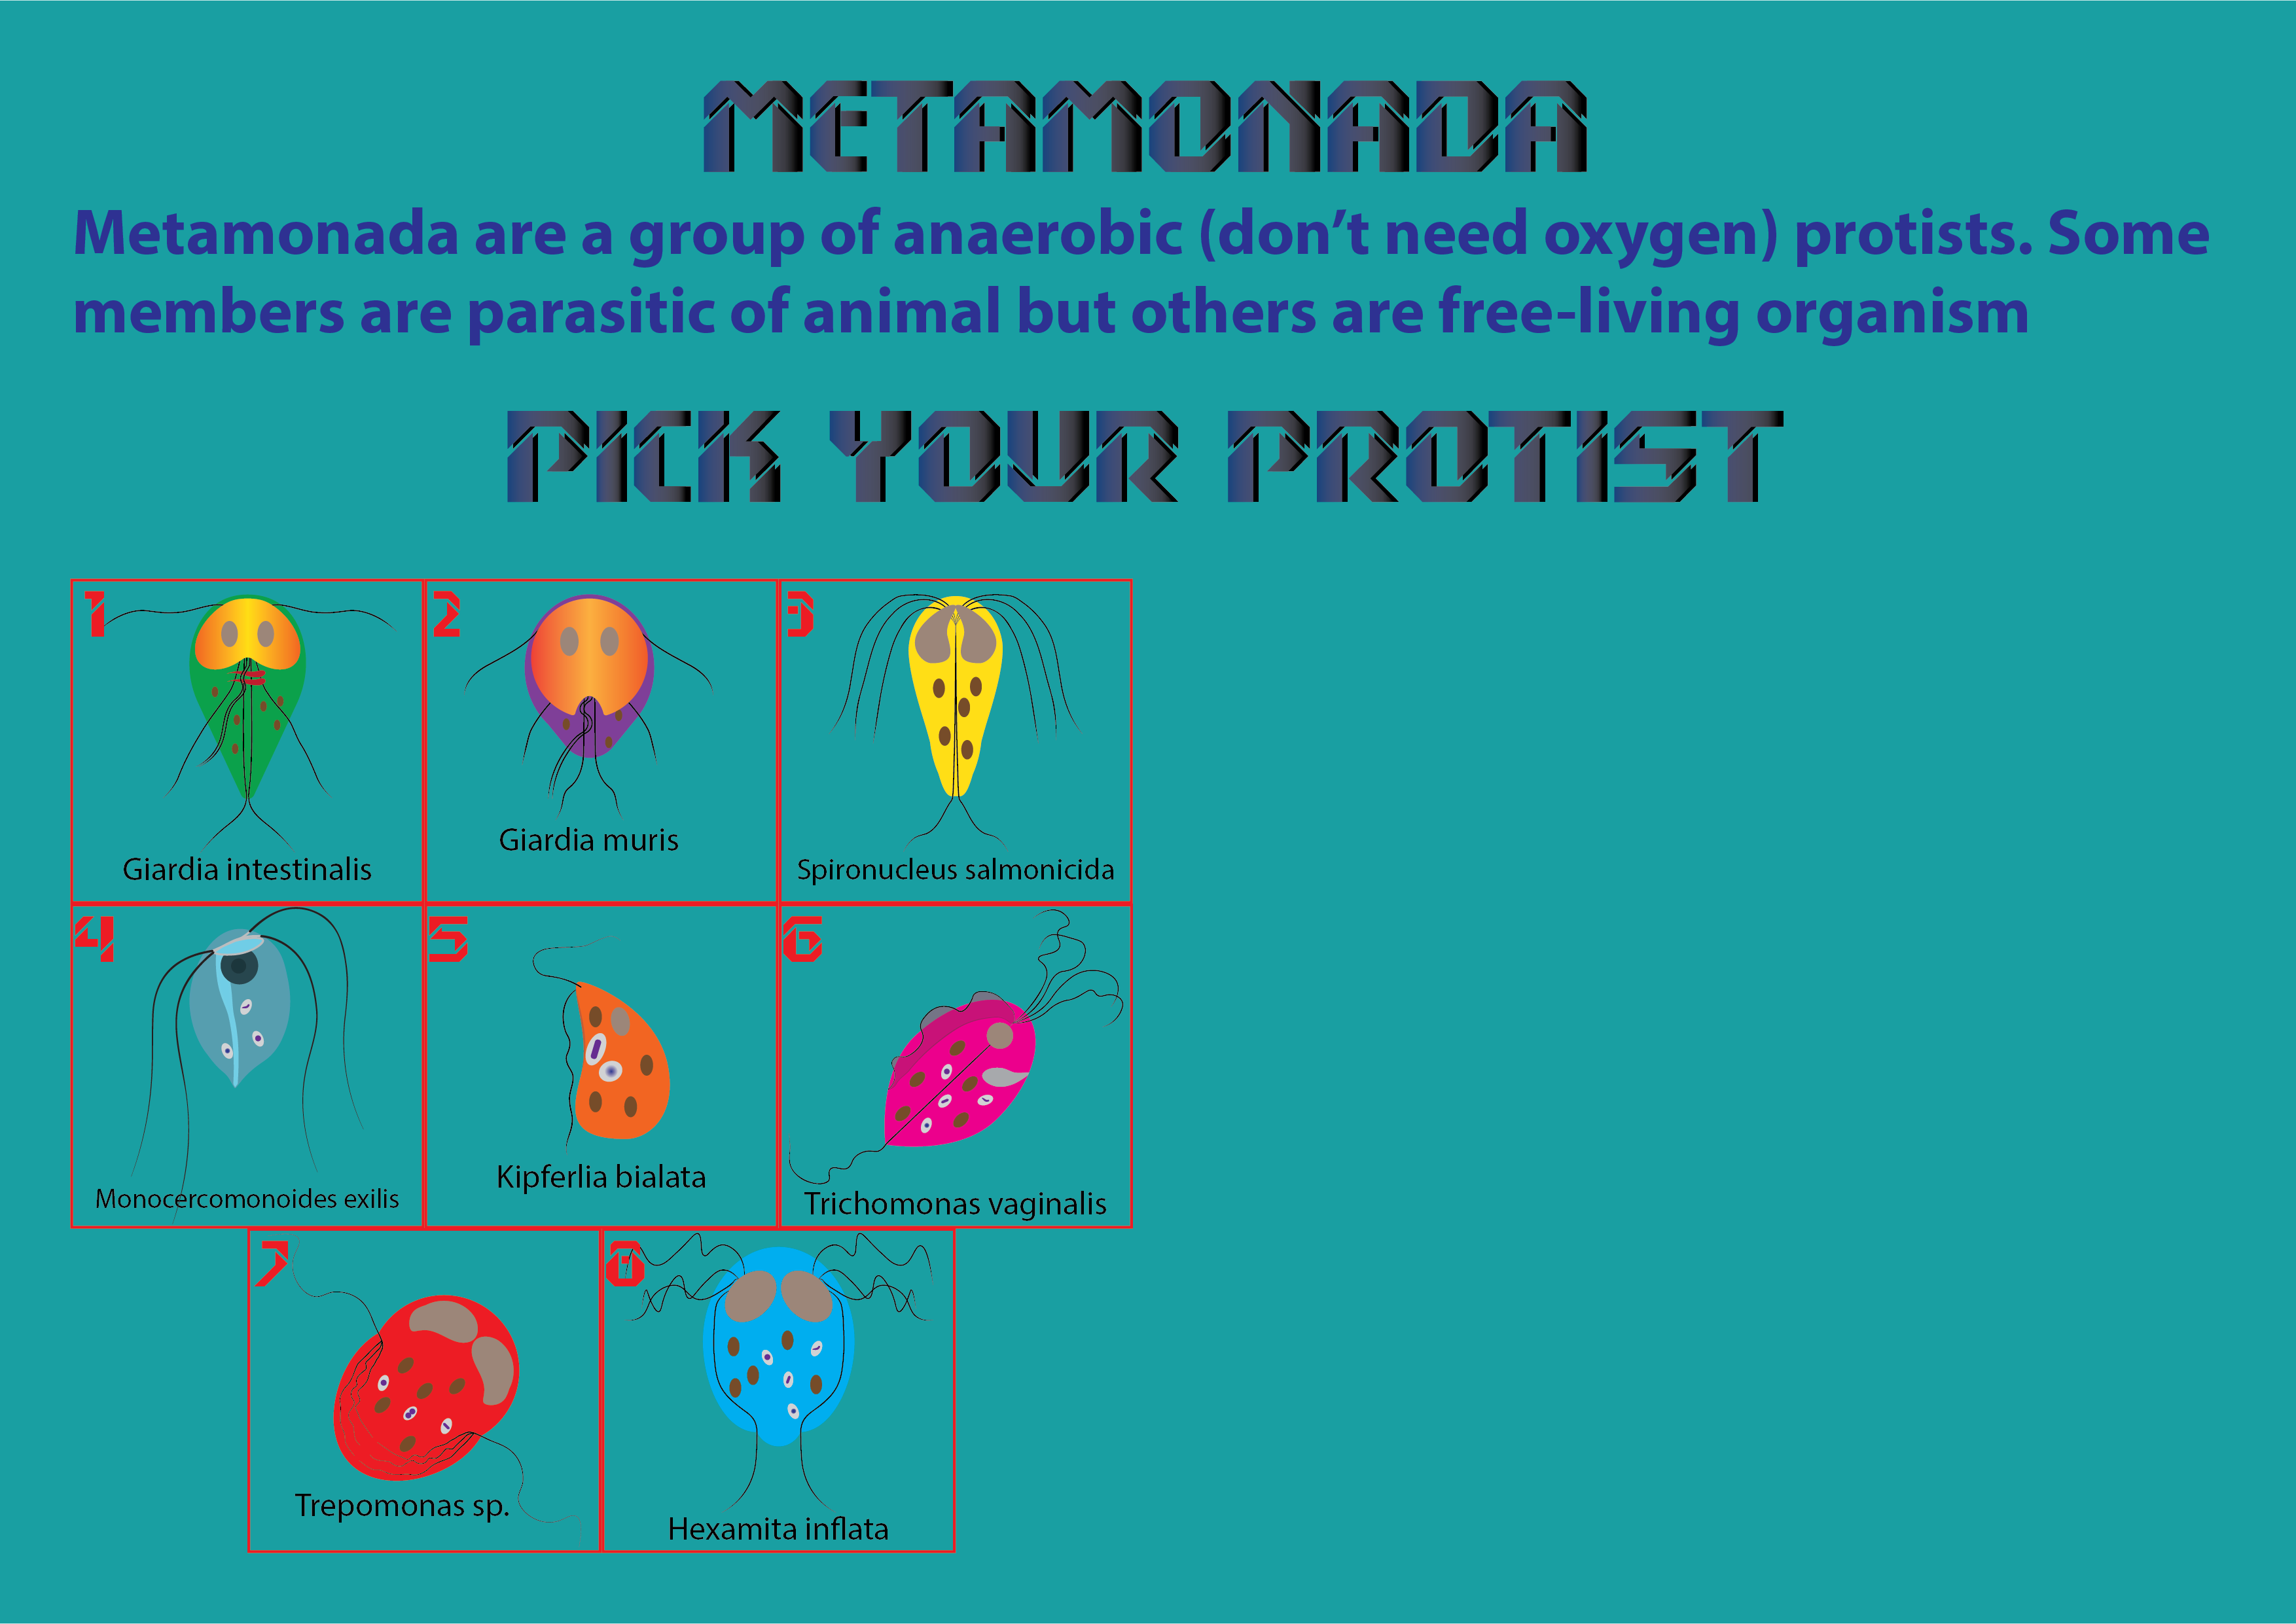 METAMONADA
Metamonada are a group of anaerobic (don’t need oxygen) protists. Some
members are parasitic of animal but others are free-living organism
PICK YOUR PROTIST
1
2
3
Giardia intestinalis
Giardia muris
Spironucleus salmonicida
4
5
6
Monocercomonoides exilis
Kipferlia bialata
Trichomonas vaginalis
7
8
Trepomonas sp.
Hexamita inflata